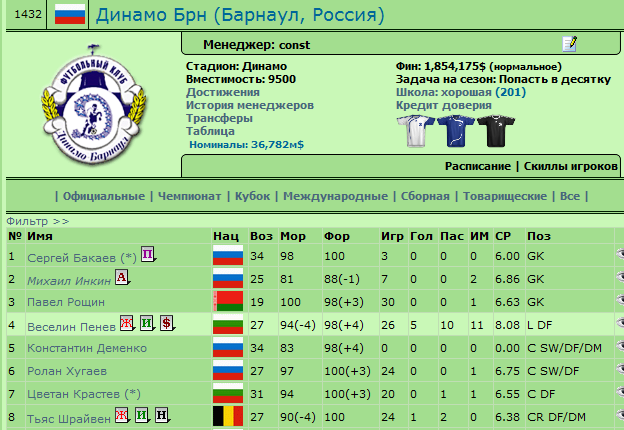 1432 Динамо Брн (Барнаул, Россия)
Менеджер: const
ФУТБОЛЬНЫЙ КЛУБ
Динамо Барнаул
Стадион: Динамо
Вместимость: 9500
Достижения
История менеджеров
Трансферы
Таблица
Номиналы: 36,782м$
Фин: 1,854,175$ (нормальное)
Задача на сезон: Попасть в десятку
Школа: хорошая (201)
Кредит доверия
Расписание | Скиллы игроков
| Официальные | Чемпионат | Кубок | Международные | Сборная | Товарищеские | Все |
Фильтр >>
№ Имя Нац Воз Мор Фор Игр Гол Пас ИМ СР Поз
1 Сергей Бакаев (*) П 34 98 100 3 0 0 0 6.00 GK
2 Михаил Инкин А 25 81 88(-1) 7 0 0 2 6.86 GK
3 Павел Рощин 19 100 98(+3) 30 0 0 1 6.63 GK
4 Веселин Пенев Ж И $ 27 94(-4) 98(+4) 26 5 10 11 8.08 L DF
5 Константин Деменко 34 83 98(+4) 0 0 0 0 0.00 C SW/DF/DM
6 Ролан Хугаев 27 97 100(+3) 24 0 0 1 6.75 C SW/DF
7 Цветан Крастев (*) 31 94 100(+3) 20 0 1 1 6.55 C DF
8 Тьяс Шрайвен Ж И Н 27 90(-4) 100 24 1 2 0 6.38 CR DF/DM